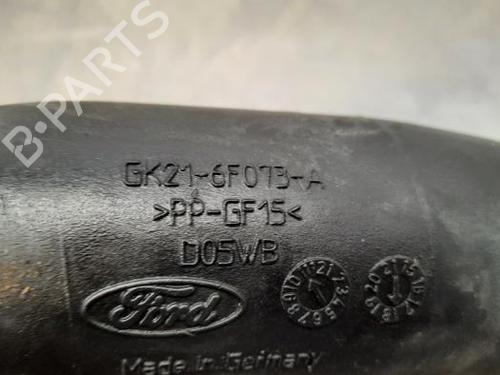 GK21-6F073-A
>PP-GF15<
D05WB
Ford
Made in Germany
B-PARTS